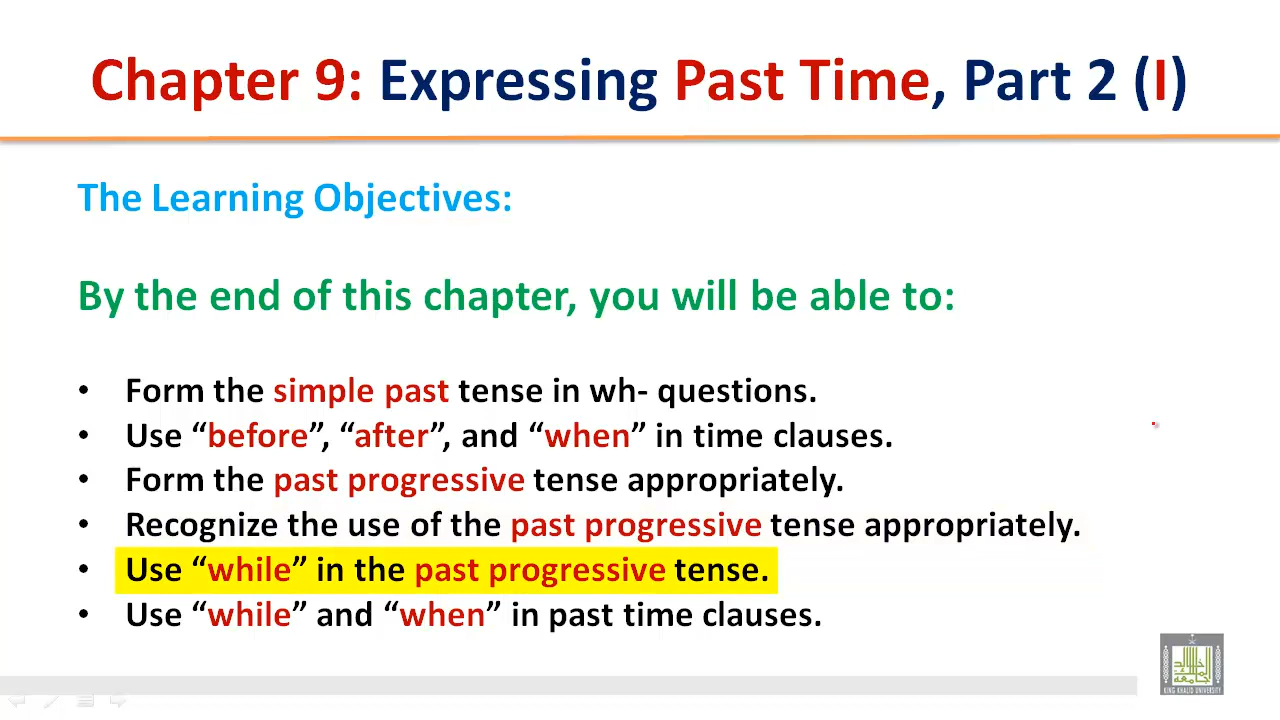 Chapter 9: Expressing Past Time, Part 2 (I)
The Learning Objectives:
By the end of this chapter, you will be able to:
• Form the simple past tense in wh- questions.
• Use “before”, “after”, and “when” in time clauses.
• Form the past progressive tense appropriately.
• Recognize the use of the past progressive tense appropriately.
• Use “while” in the past progressive tense.
• Use “while” and “when” in past time clauses.
KING KHALID UNIVERSITY